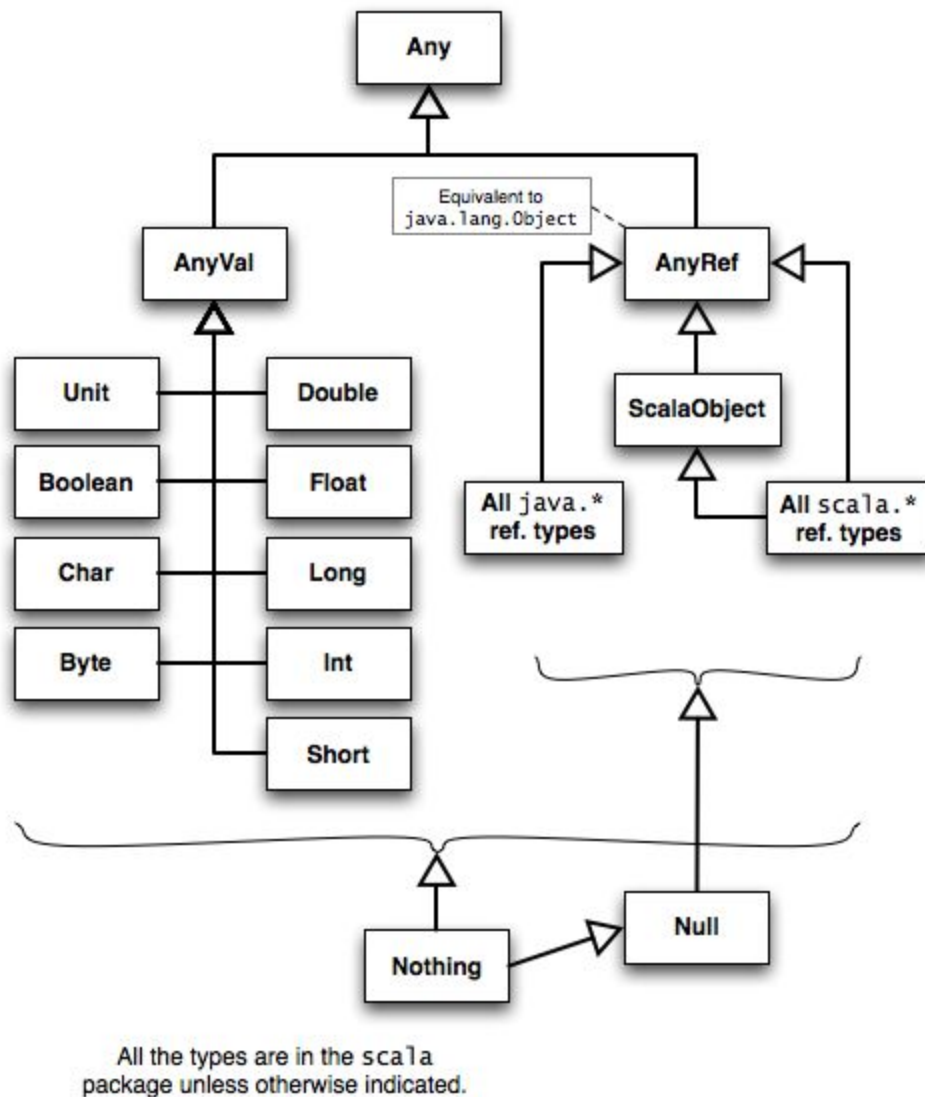 Any
Equivalent to
java.lang.Object
AnyVal
AnyRef
Unit
Double
ScalaObject
Boolean
Float
All java.*
ref. types
All scala.*
ref. types
Char
Long
Byte
Int
Short
Null
Nothing
All the types are in the scala
package unless otherwise indicated.